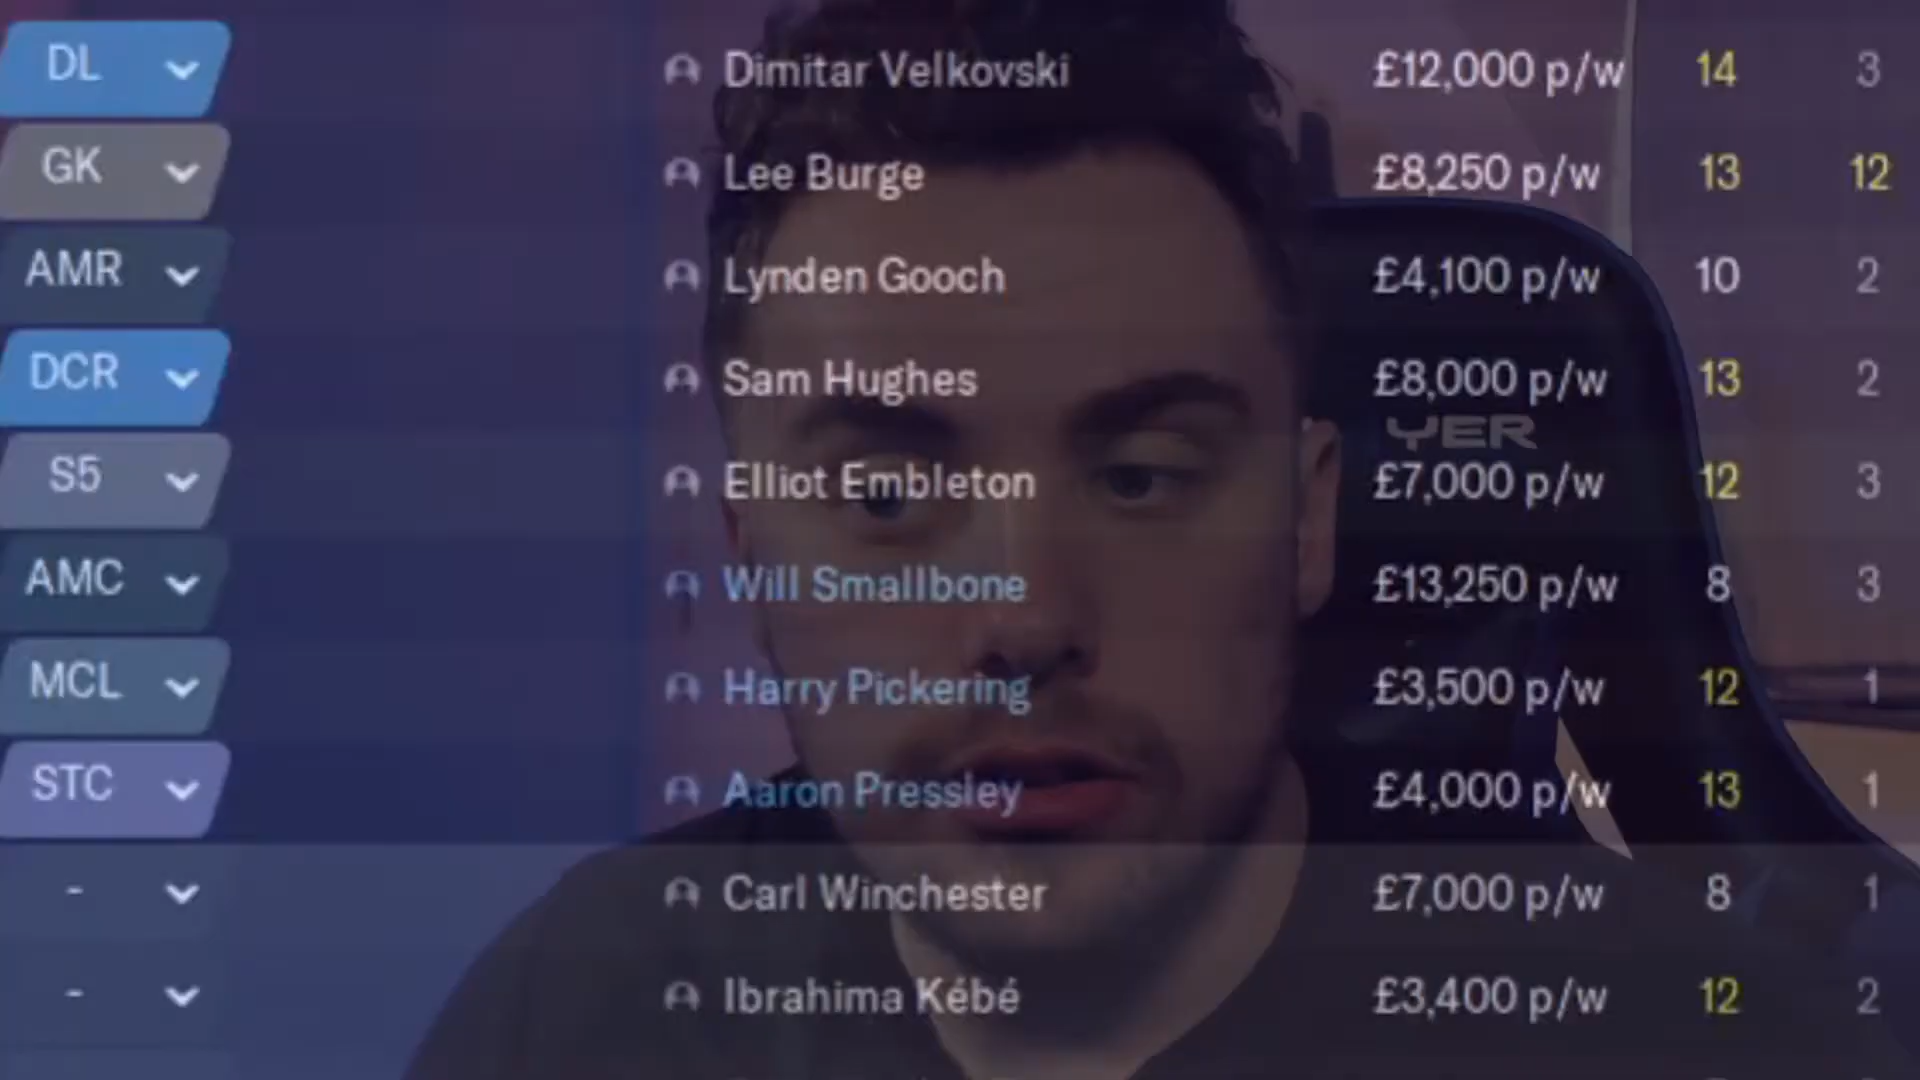 DL Dimitar Velkovski £12,000 p/w 14 3
GK Lee Burge £8,250 p/w 13 12
AMR Lynden Gooch £4,100 p/w 10 2
DCR Sam Hughes £8,000 p/w 13 2
YER
S5 Elliot Embleton £7,000 p/w 12 3
AMC Will Smallbone £13,250 p/w 8 3
MCL Harry Pickering £3,500 p/w 12 1
STC Aaron Pressley £4,000 p/w 13 1
- Carl Winchester £7,000 p/w 8 1
- Ibrahima Kébé £3,400 p/w 12 2